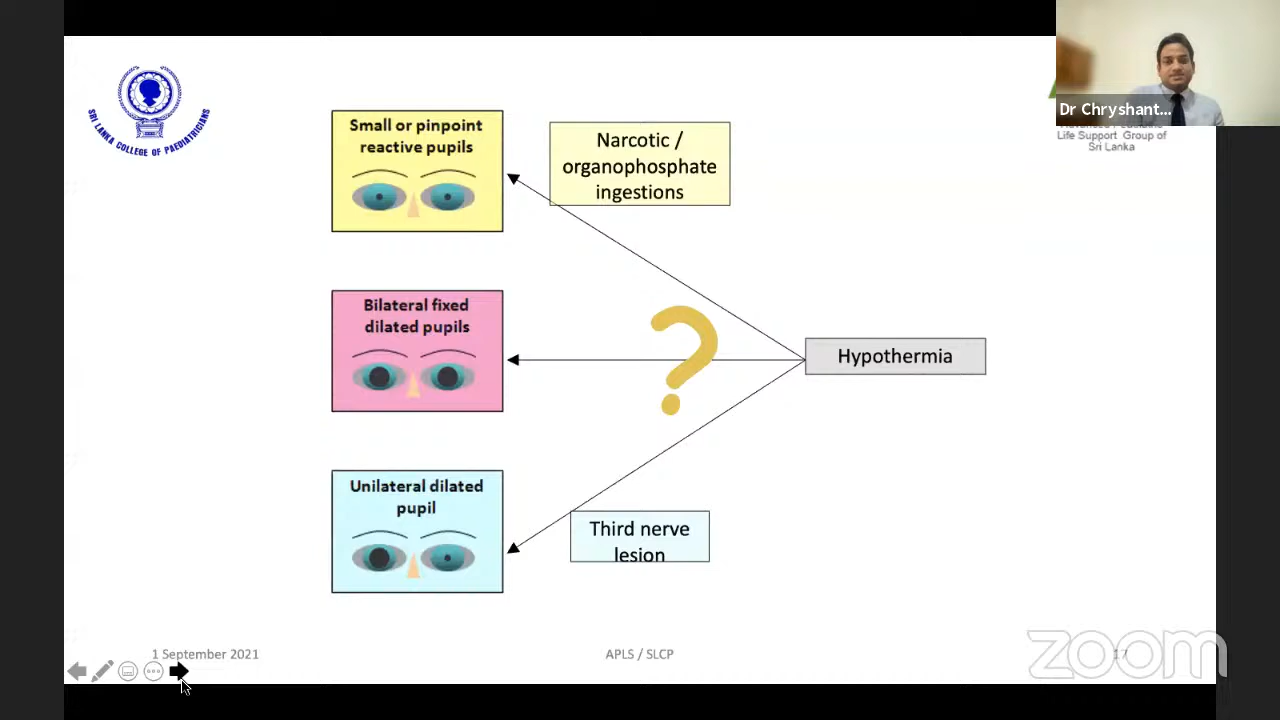 SRI LANKA COLLEGE OF PAEDIATRICIANS
Small or pinpoint
reactive pupils
Narcotic /
organophosphate
ingestions
Dr Chryshant...
Life Support Group of
Sri Lanka
Bilateral fixed
dilated pupils
?
Hypothermia
Unilateral dilated
pupil
Third nerve
lesion
1 September 2021
APLS / SLCP
17
zoom